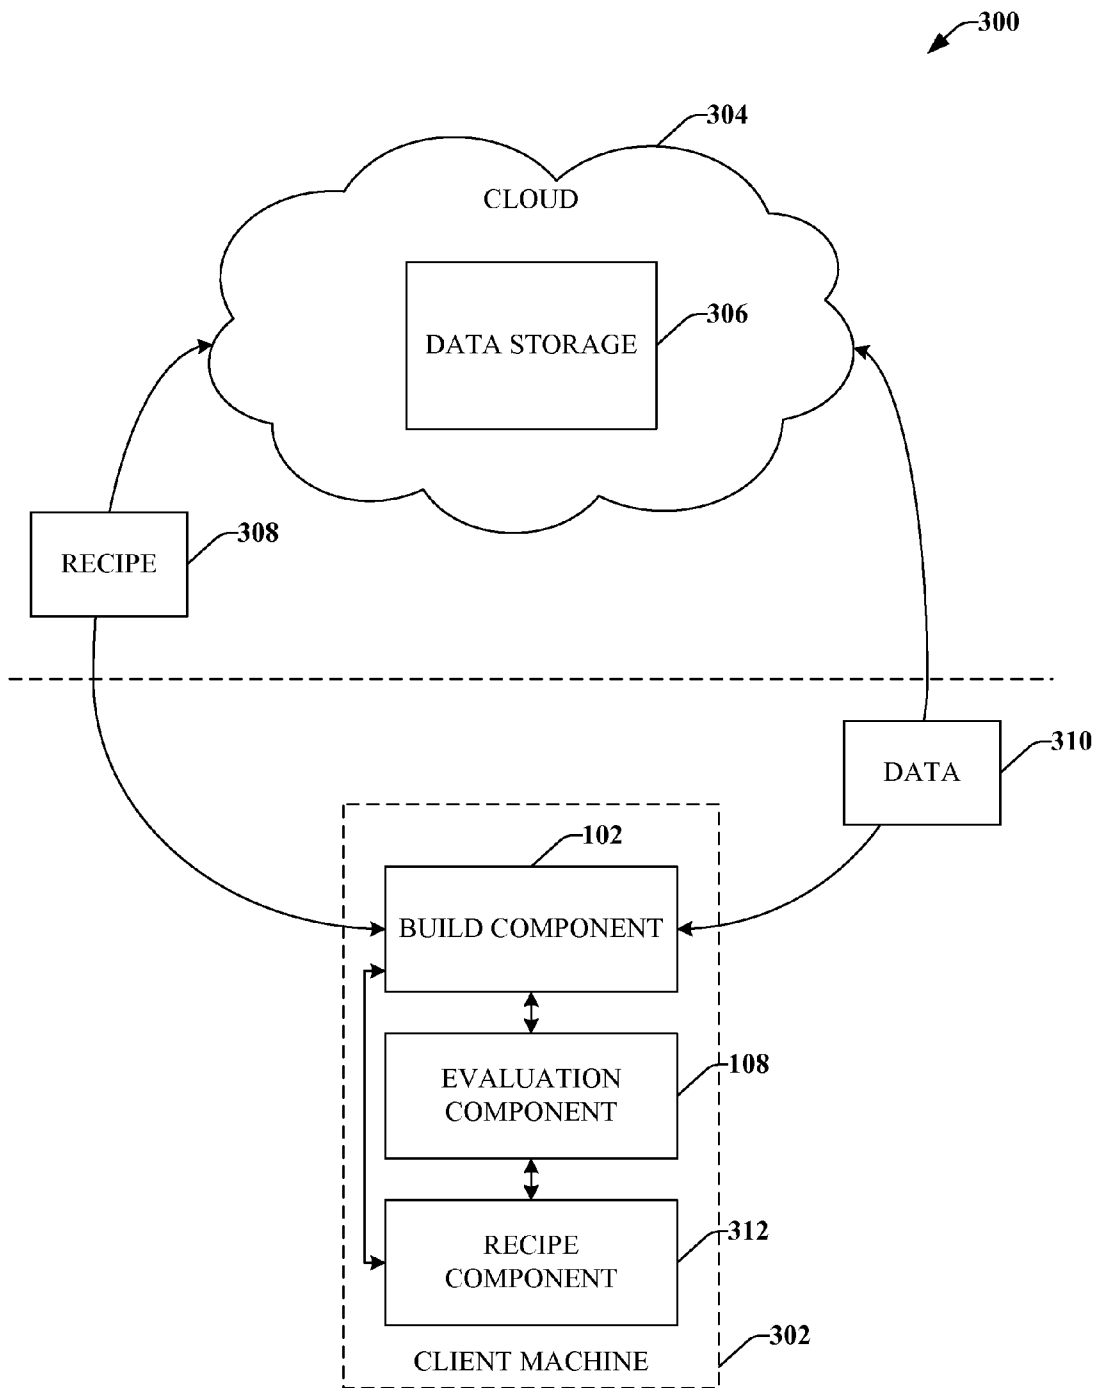 300
304
CLOUD
306
DATA STORAGE
308
RECIPE
310
DATA
102
BUILD COMPONENT
108
EVALUATION
COMPONENT
312
RECIPE
COMPONENT
302
CLIENT MACHINE